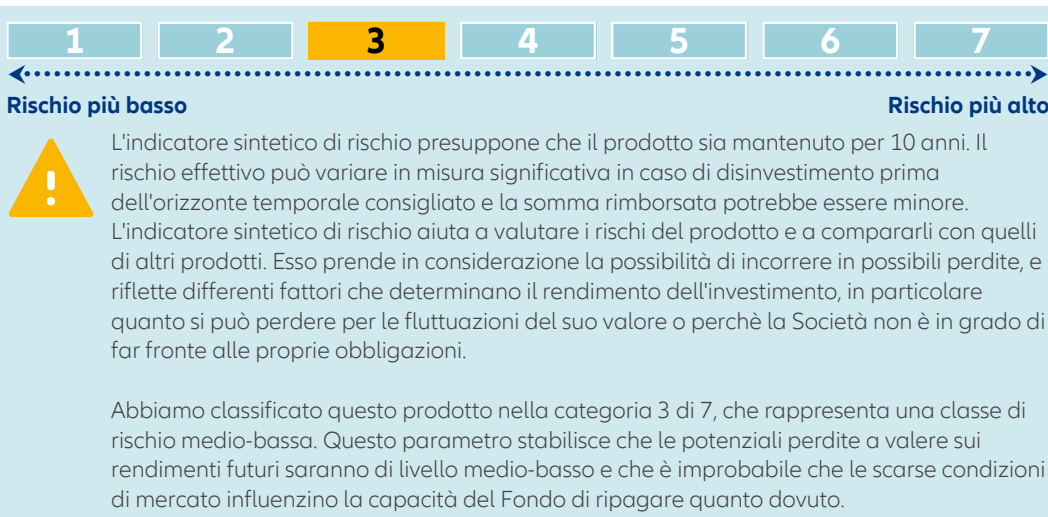 1 2 3 4 5 6 7
Rischio più basso Rischio più alto
L'indicatore sintetico di rischio presuppone che il prodotto sia mantenuto per 10 anni. Il
rischio effettivo può variare in misura significativa in caso di disinvestimento prima
dell'orizzonte temporale consigliato e la somma rimborsata potrebbe essere minore.
L'indicatore sintetico di rischio aiuta a valutare i rischi del prodotto e a compararli con quelli
di altri prodotti. Esso prende in considerazione la possibilità di incorrere in possibili perdite, e
riflette differenti fattori che determinano il rendimento dell'investimento, in particolare
quanto si può perdere per le fluttuazioni del suo valore o perchè la Società non è in grado di
far fronte alle proprie obbligazioni.
Abbiamo classificato questo prodotto nella categoria 3 di 7, che rappresenta una classe di
rischio medio-bassa. Questo parametro stabilisce che le potenziali perdite a valere sui
rendimenti futuri saranno di livello medio-basso e che è improbabile che le scarse condizioni
di mercato influenzino la capacità del Fondo di ripagare quanto dovuto.